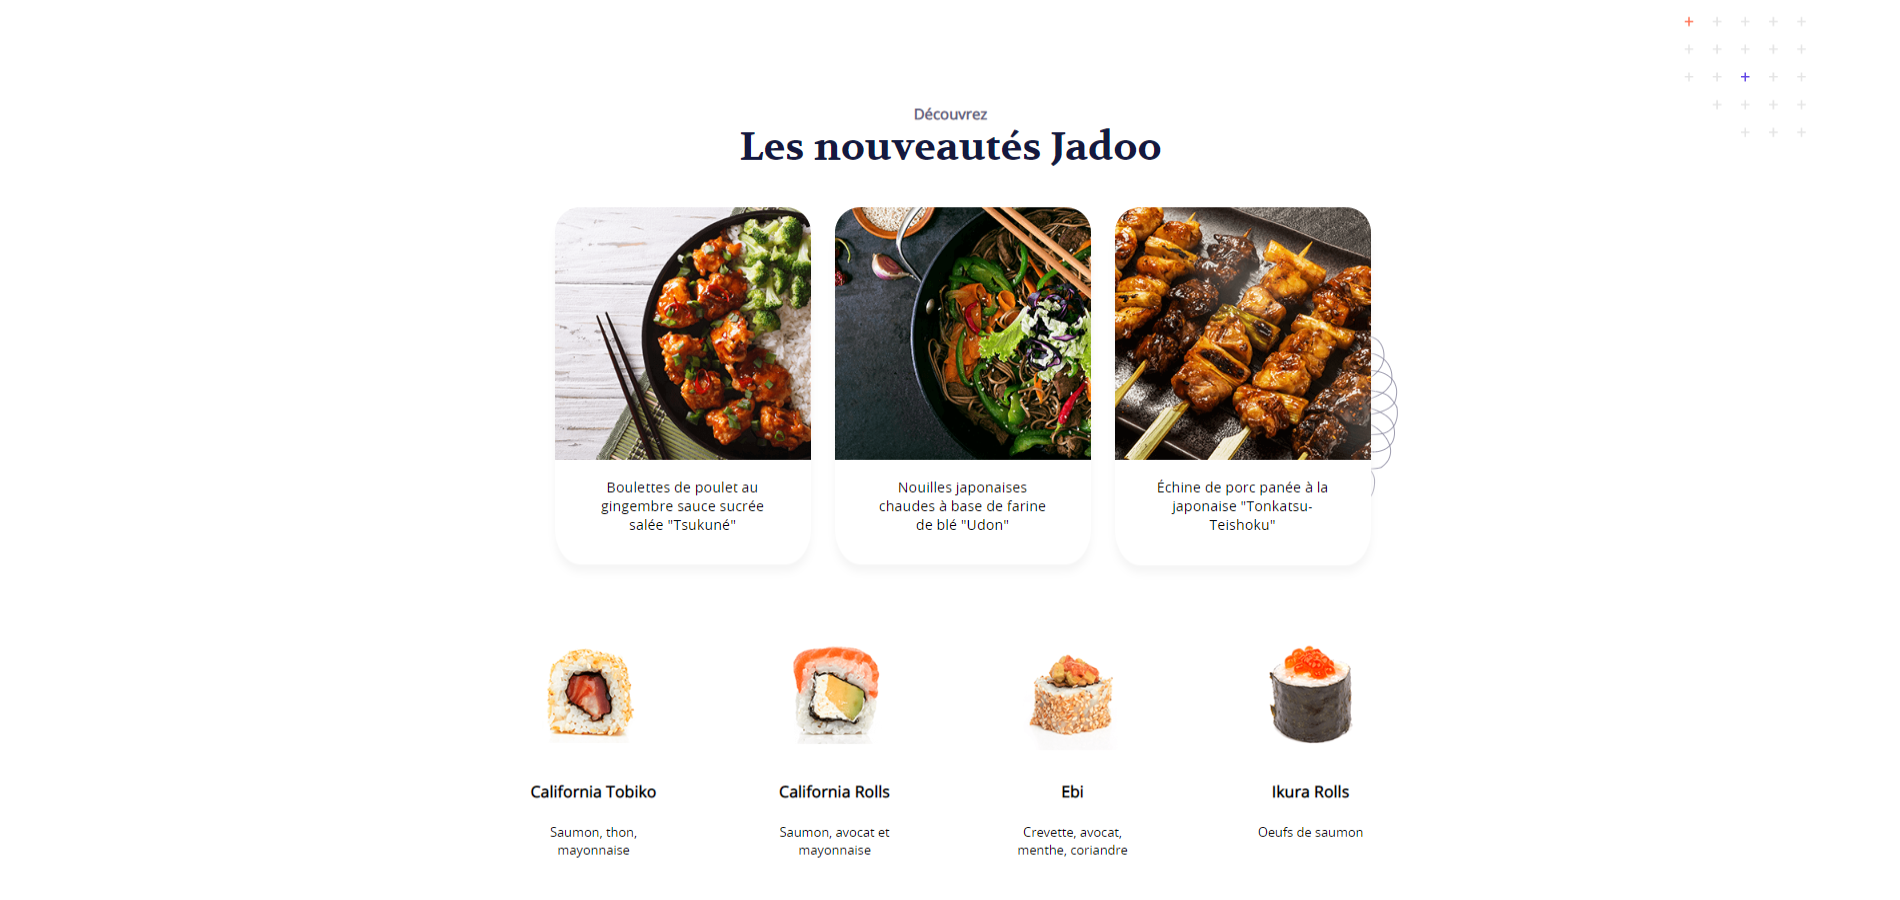 Découvrez
Les nouveautés Jadoo
Boulettes de poulet au
gingembre sauce sucrée
salée "Tsukuné"
Nouilles japonaises
chaudes à base de farine
de blé "Udon"
Échine de porc panée à la
japonaise "Tonkatsu-
Teishoku"
California Tobiko
Saumon, thon,
mayonnaise
California Rolls
Saumon, avocat et
mayonnaise
Ebi
Crevette, avocat,
menthe, coriandre
Ikura Rolls
Oeufs de saumon